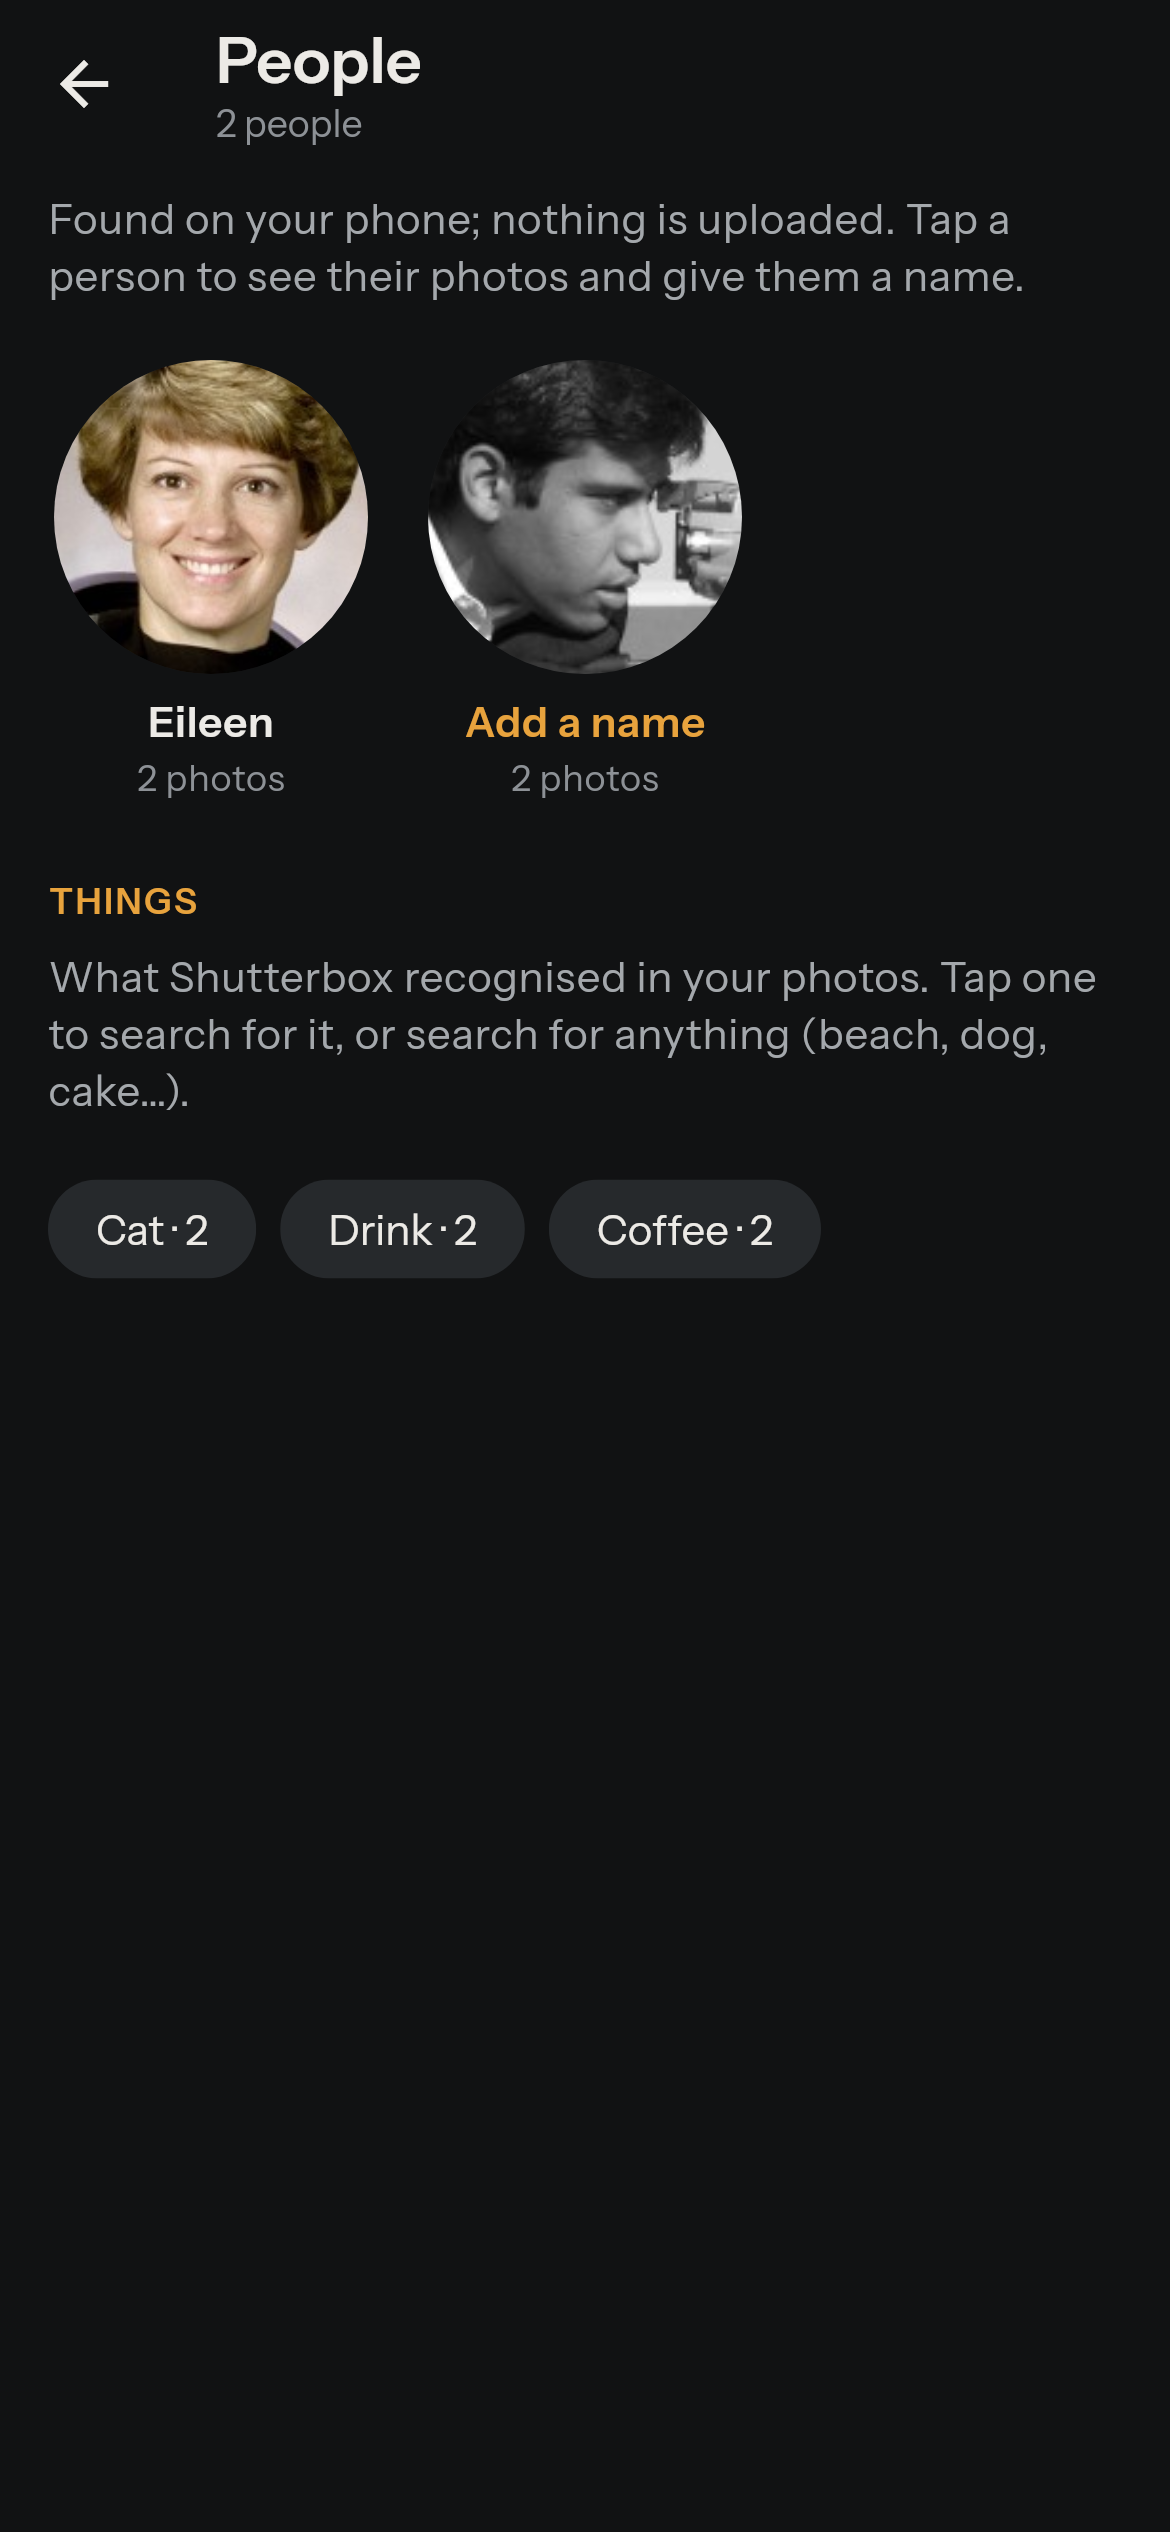 People
2 people
Found on your phone; nothing is uploaded. Tap a
person to see their photos and give them a name.
Eileen
Add a name
2 photos
2 photos
THINGS
What Shutterbox recognised in your photos. Tap one
to search for it, or search for anything (beach, dog,
cake...).
Cat · 2
Drink · 2
Coffee · 2